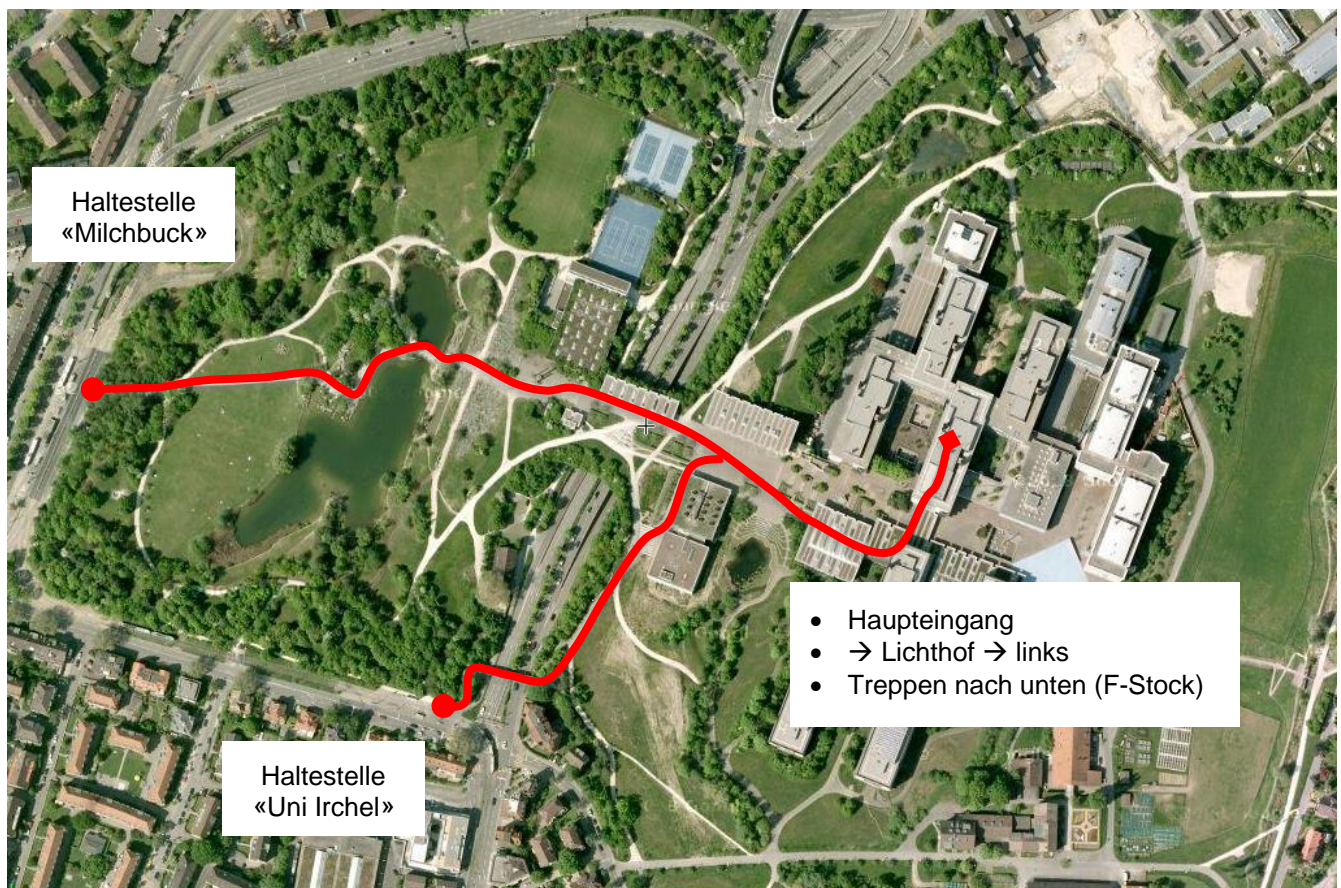 Haltestelle
«Milchbuck»
• Haupteingang
• → Lichthof → links
• Treppen nach unten (F-Stock)
Haltestelle
«Uni Irchel»